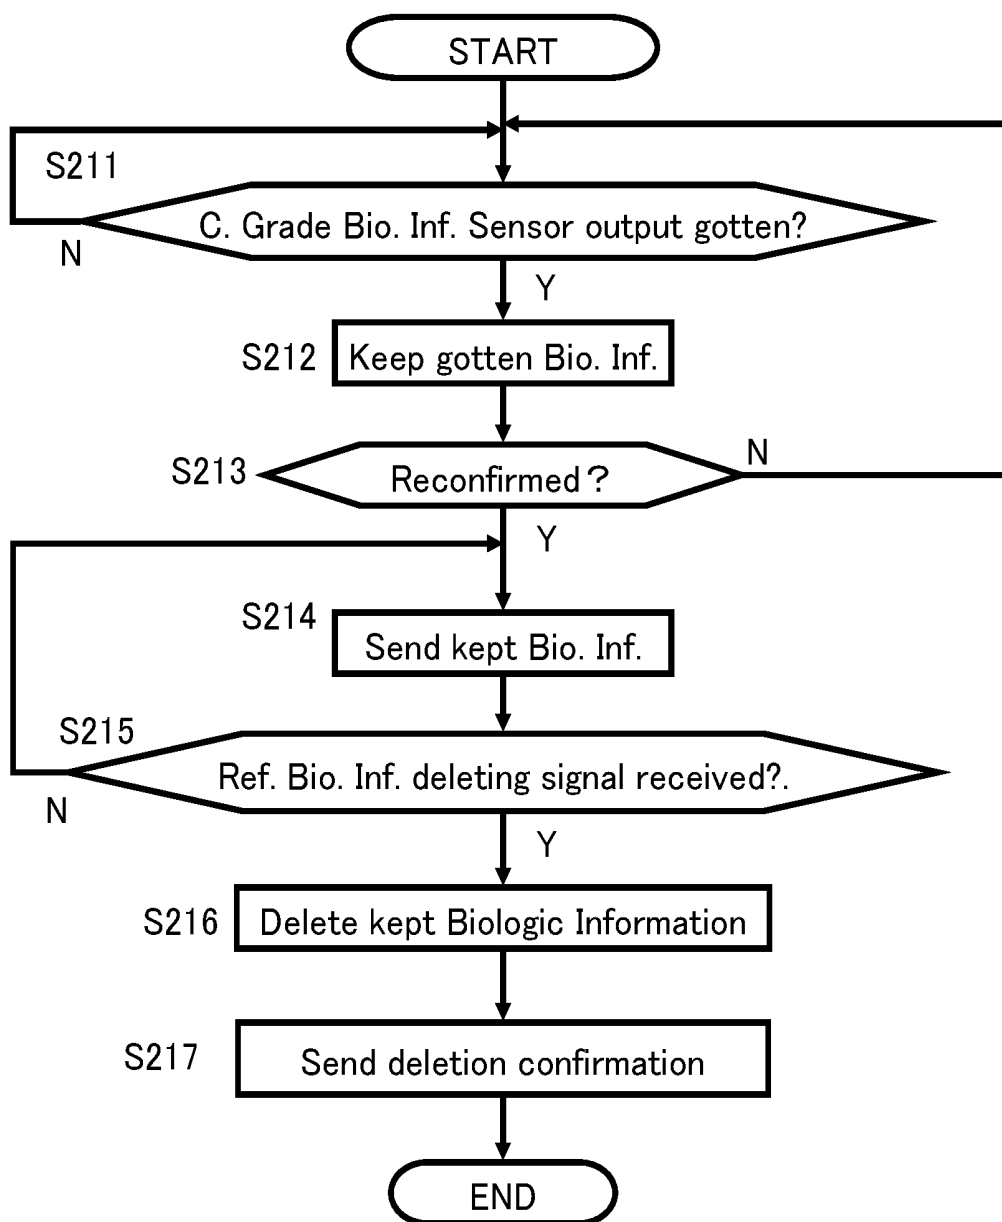 START
S211
C. Grade Bio. Inf. Sensor output gotten?
N
Y
S212
Keep gotten Bio. Inf.
S213
Reconfirmed?
N
Y
S214
Send kept Bio. Inf.
S215
Ref. Bio. Inf. deleting signal received?.
N
Y
S216
Delete kept Biologic Information
S217
Send deletion confirmation
END